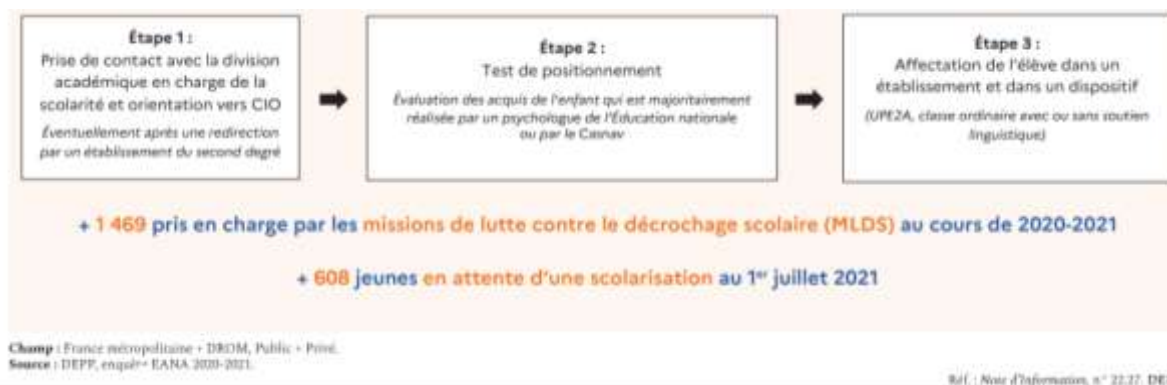 Étape 1 :
Prise de contact avec la division
académique en charge de la
scolarité et orientation vers CIO
Éventuellement après une redirection
par un établissement du second degré
Étape 2 :
Test de positionnement
Évaluation des acquis de l'enfant qui est majoritairement
réalisée par un psychologue de l'Éducation nationale
ou par le Casnav
Étape 3 :
Affectation de l'élève dans un
établissement et dans un dispositif
(UPE2A, classe ordinaire avec ou sans soutien
linguistique)
+ 1 469 pris en charge par les missions de lutte contre le décrochage scolaire (MLDS) au cours de 2020-2021
+ 608 jeunes en attente d'une scolarisation au 1er juillet 2021
Champ : France métropolitaine + DROM, Public + Privé.
Source : DEPP, enquête EANA 2020-2021.
Réf. : Note d'Information, n° 22.27. DE